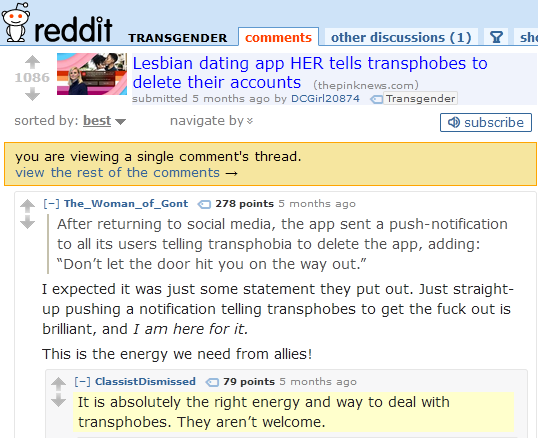 reddit TRANSGENDER comments other discussions (1) sh
1086
Lesbian dating app HER tells transphobes to
delete their accounts (thepinknews.com)
submitted 5 months ago by DCGirl20874 Transgender
sorted by: best navigate by subscribe
you are viewing a single comment's thread.
view the rest of the comments →
[–] The_Woman_of_Gont 278 points 5 months ago
After returning to social media, the app sent a push-notification
to all its users telling transphobia to delete the app, adding:
“Don’t let the door hit you on the way out.”
I expected it was just some statement they put out. Just straight-
up pushing a notification telling transphobes to get the fuck out is
brilliant, and I am here for it.
This is the energy we need from allies!
[–] ClassistDismissed 79 points 5 months ago
It is absolutely the right energy and way to deal with
transphobes. They aren’t welcome.